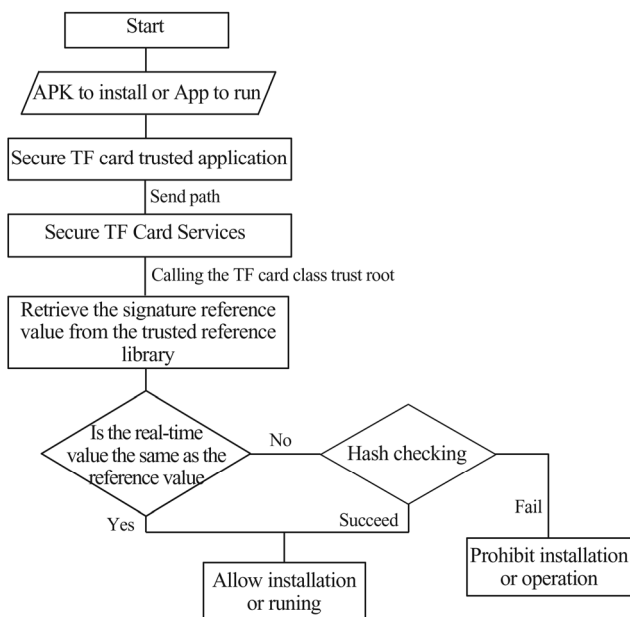 Start
APK to install or App to run
Secure TF card trusted application
Send path
Secure TF Card Services
Calling the TF card class trust root
Retrieve the signature reference
value from the trusted reference
library
Is the real-time
value the same as the
reference value
No
Hash checking
Yes
Succeed
Fail
Allow installation
or runing
Prohibit installation
or operation